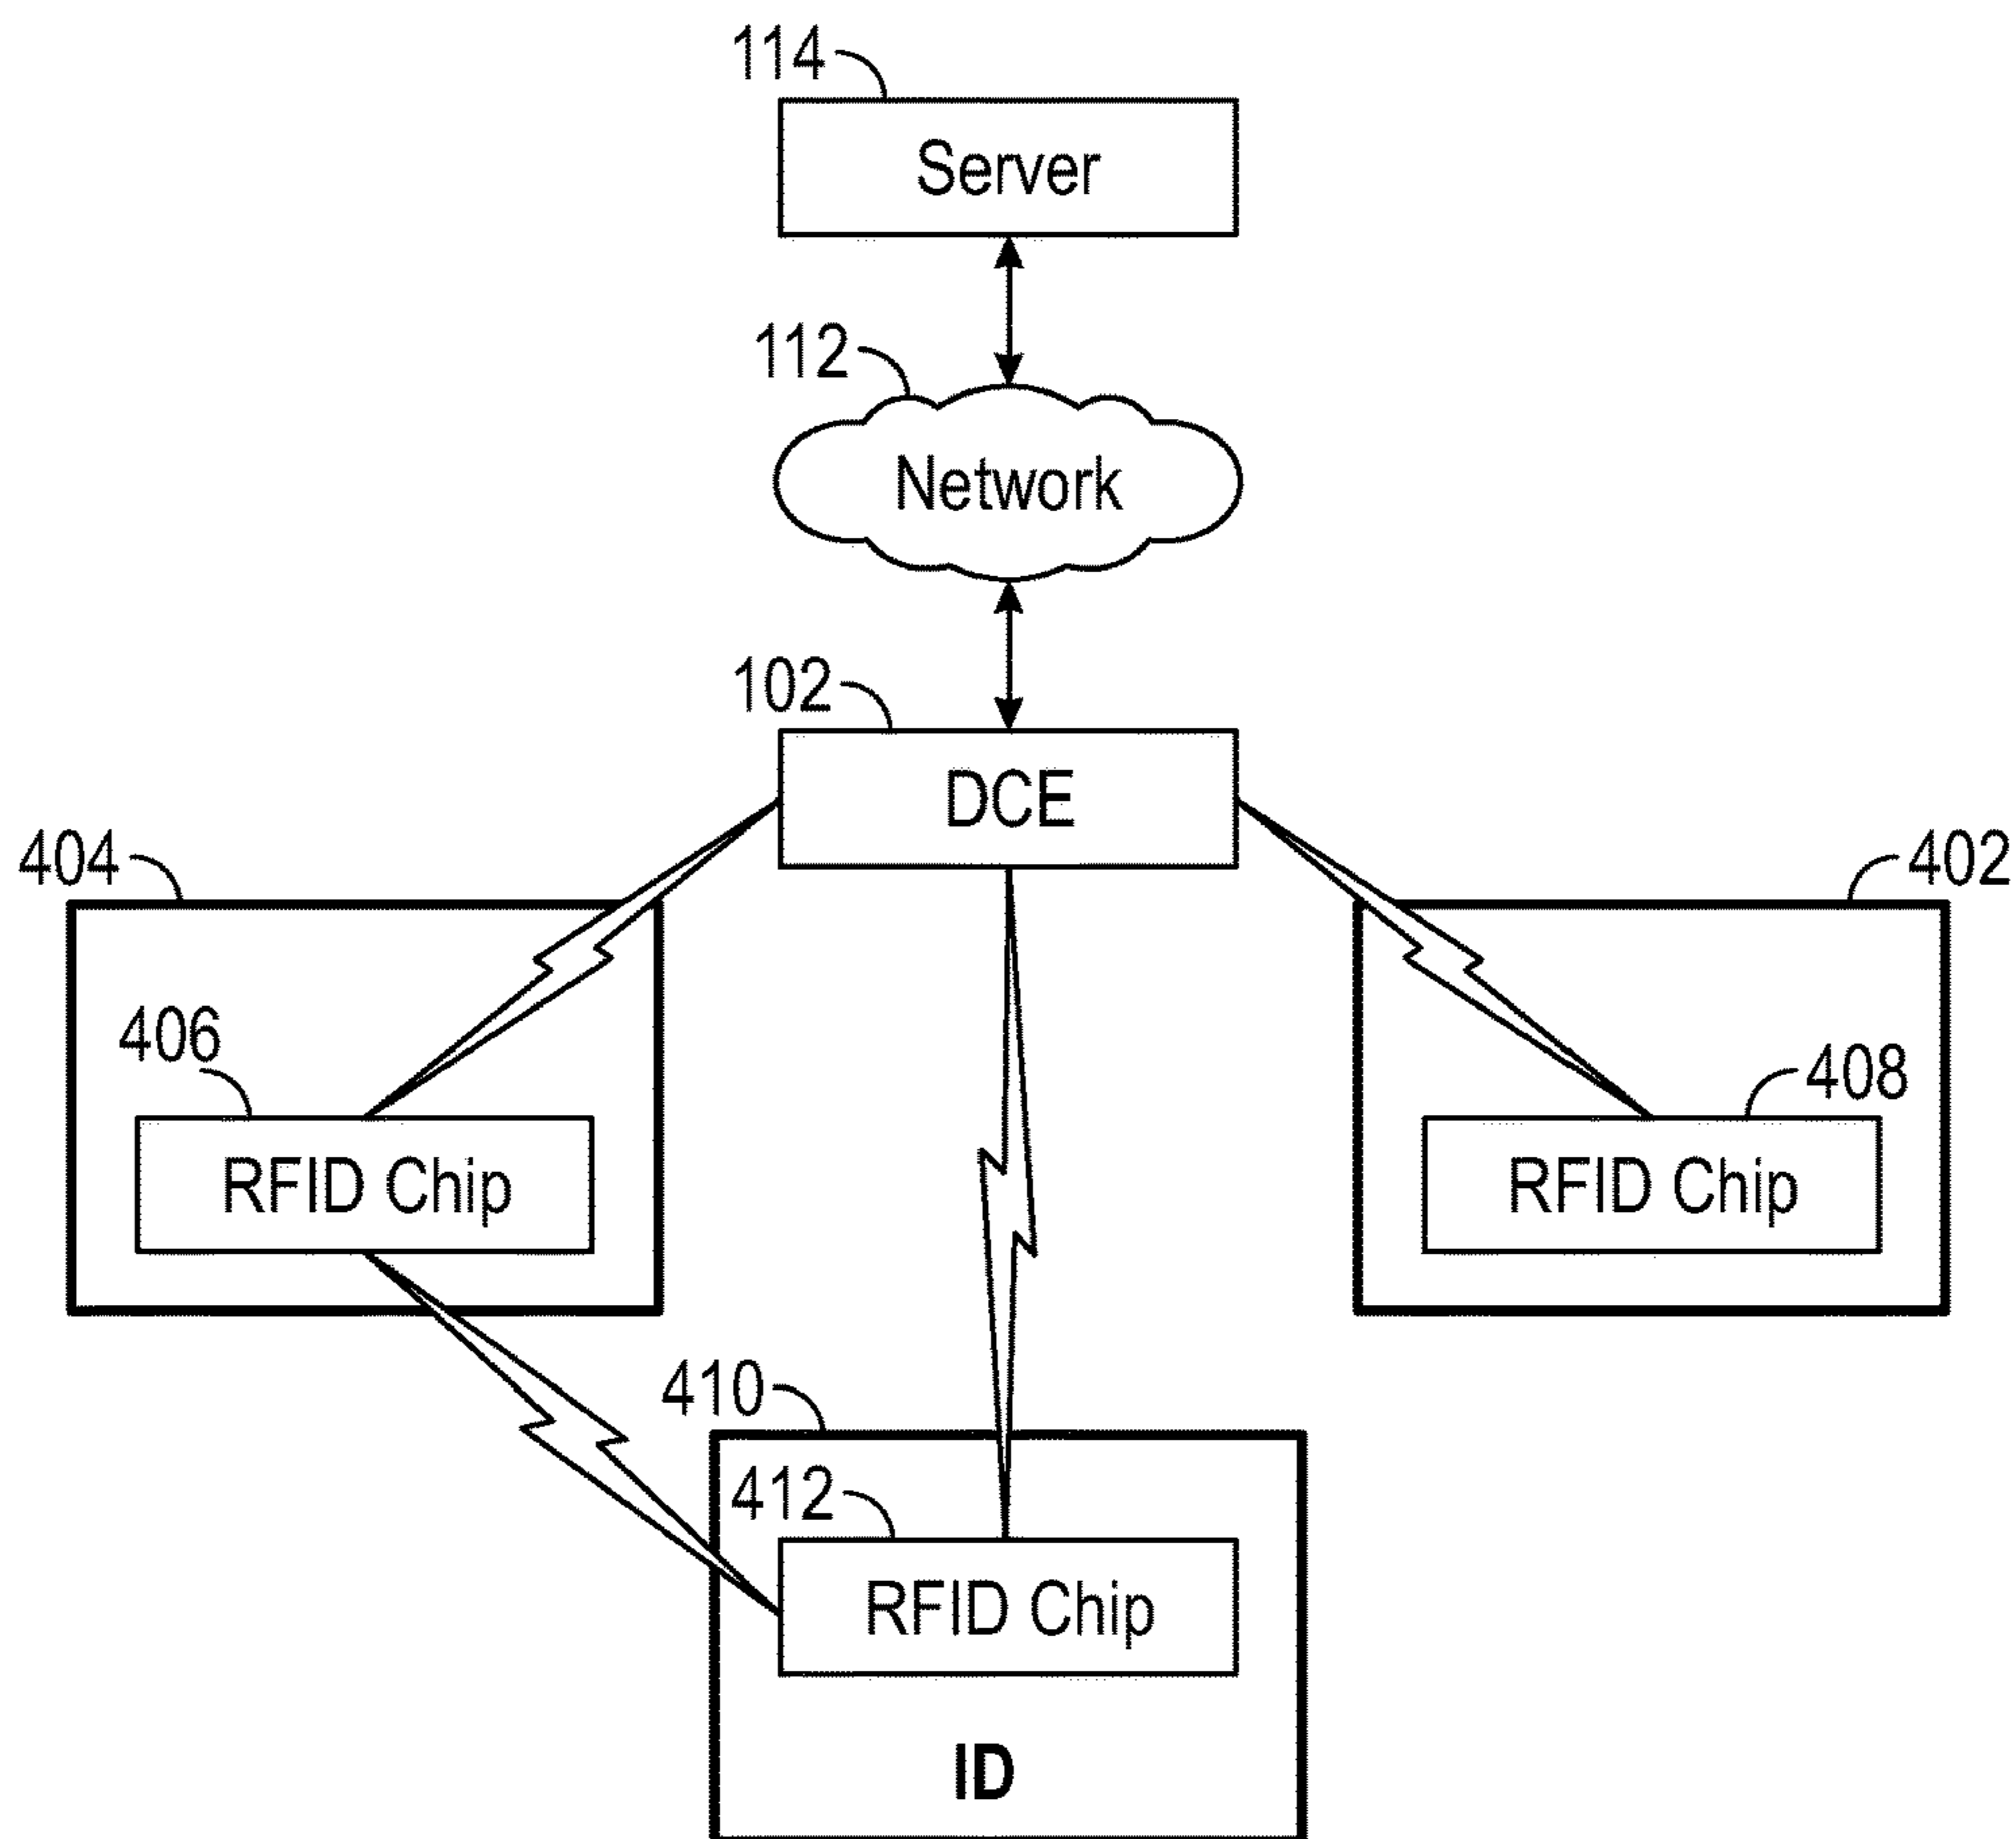 114
Server
112
Network
102
DCE
404
402
406
408
RFID Chip
RFID Chip
410
412
RFID Chip
ID